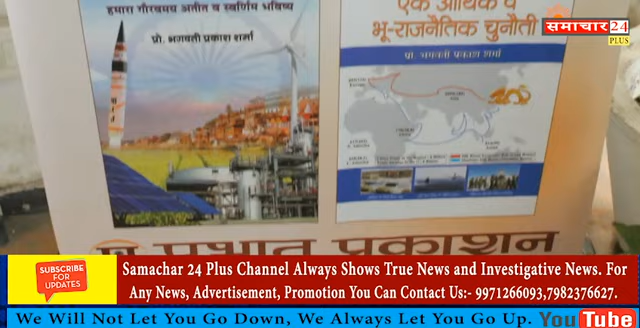 हमारा गौरवमय अतीत व स्वर्णिम भविष्य
प्रो. भगवती प्रकाश शर्मा
एक आर्थिक व
भू-राजनैतिक चुनौती
प्रो. भगवती प्रकाश शर्मा
समाचार 24
PLUS
प्रभात प्रकाशन
SUBSCRIBE
FOR
UPDATES
Samachar 24 Plus Channel Always Shows True News and Investigative News. For
Any News, Advertisement, Promotion You Can Contact Us:- 9971266093,7982376627.
We Will Not Let You Go Down, We Always Let You Go Up.
YouTube